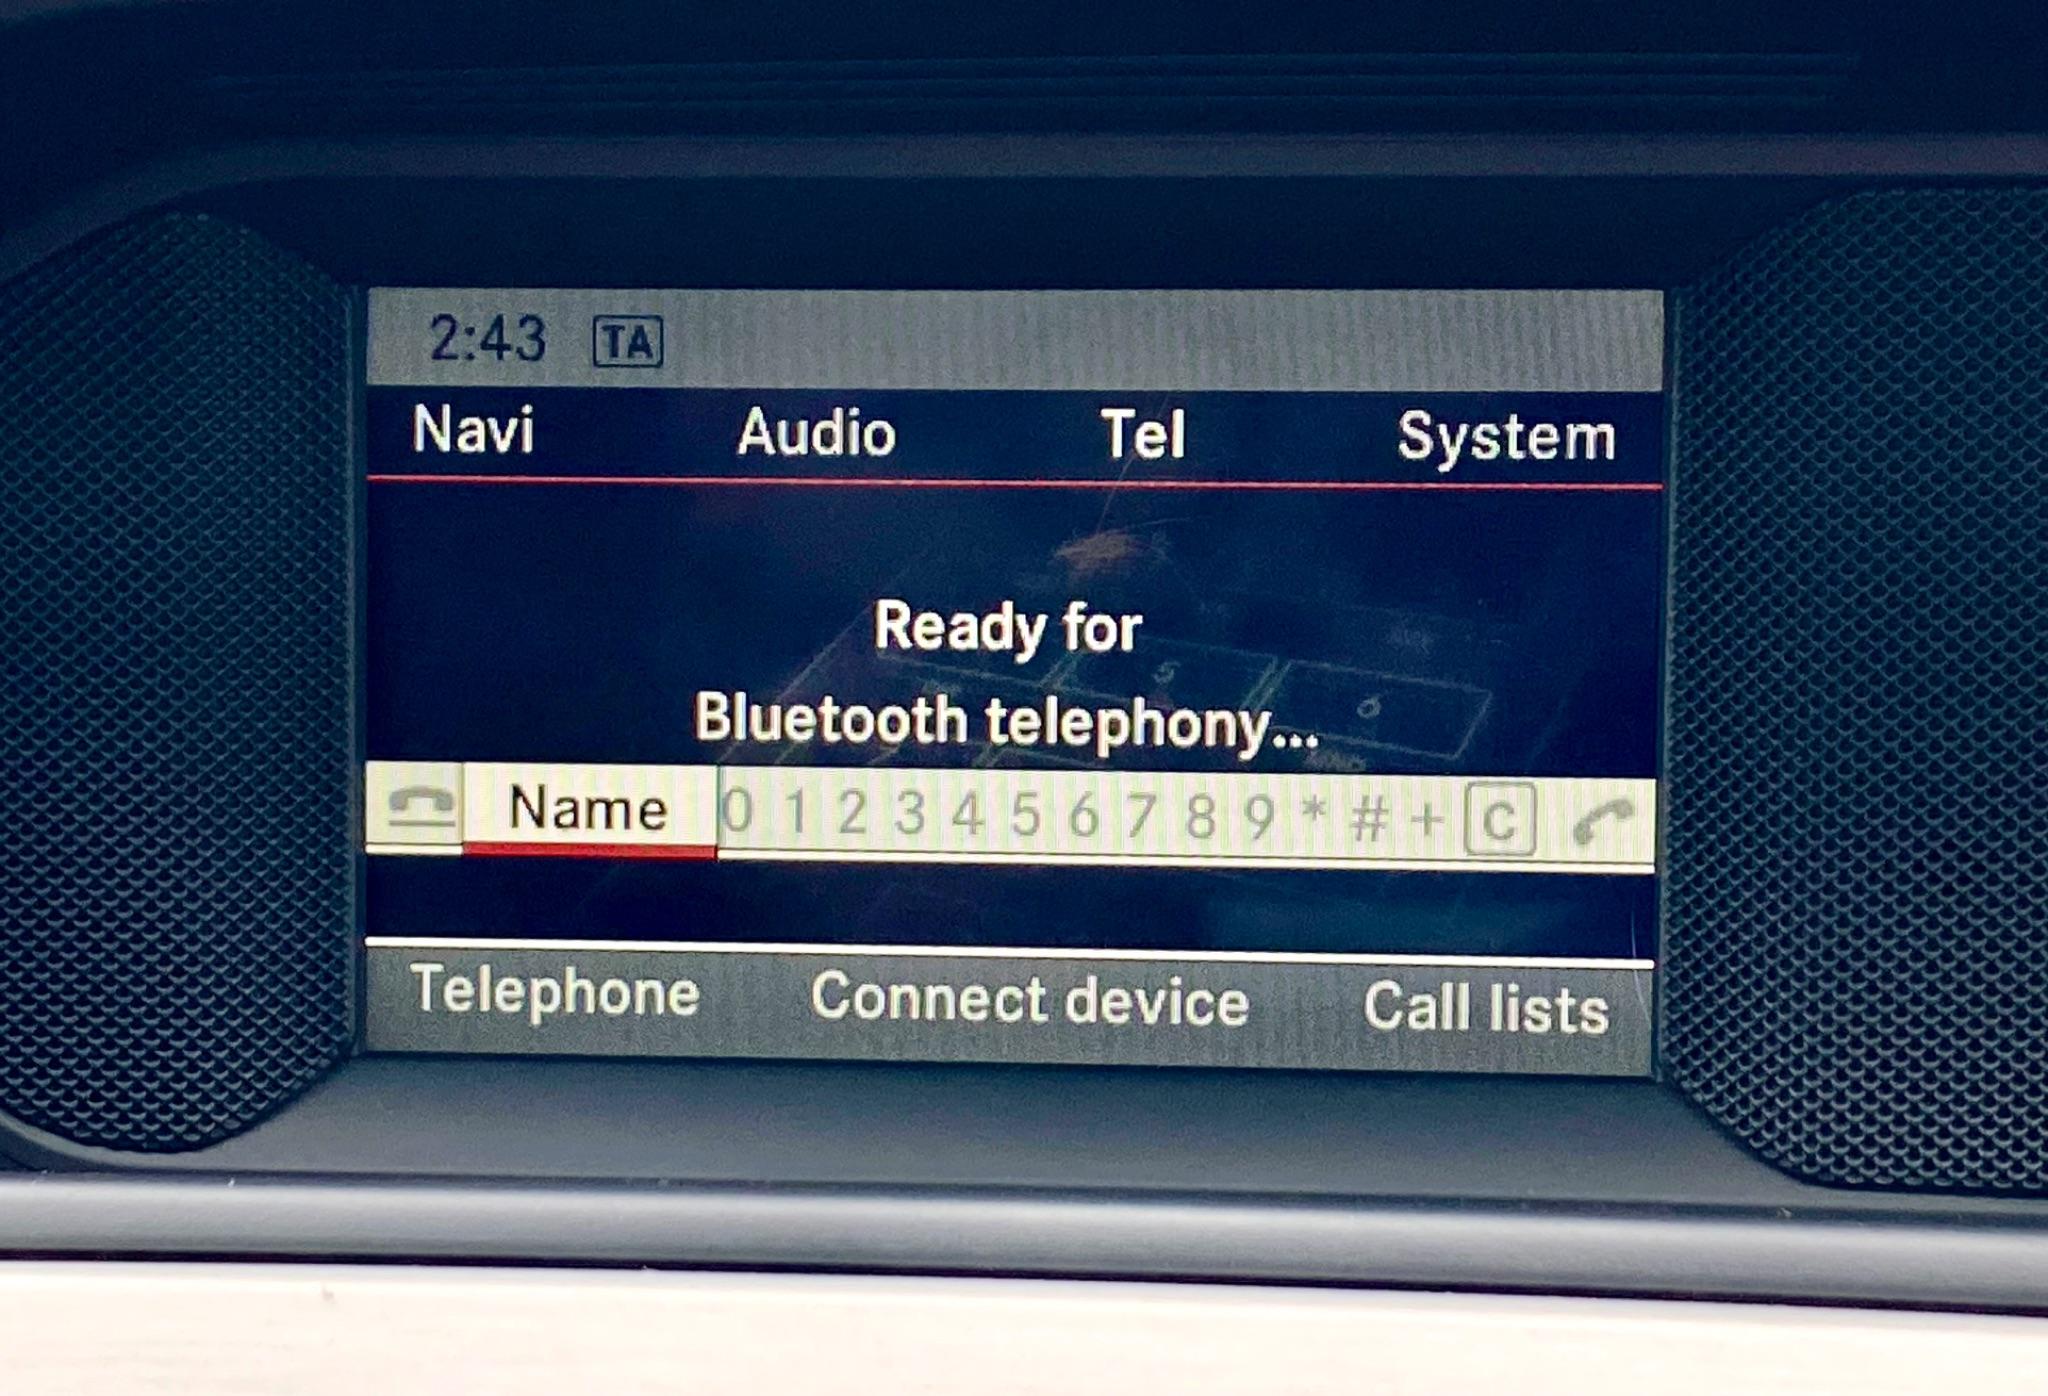 2:43 TA
Navi Audio Tel System
Ready for
Bluetooth telephony...
Name 0 1 2 3 4 5 6 7 8 9 * # + C
Telephone Connect device Call lists